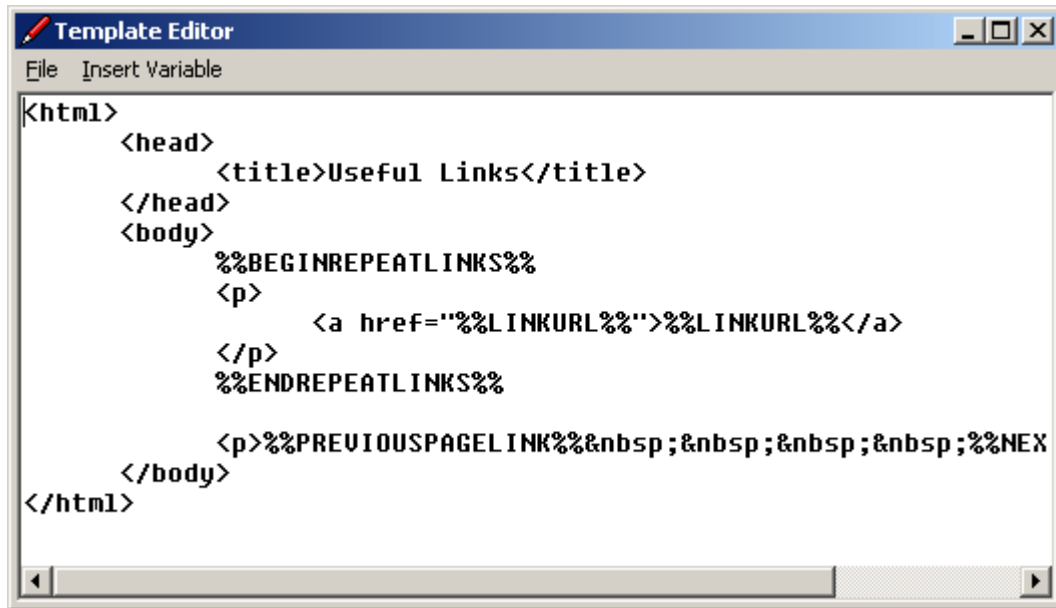 Template Editor
File Insert Variable
<html>
<head>
<title>Useful Links</title>
</head>
<body>
%%BEGINREPEATLINKS%%
<p>
<a href="%%LINKURL%%">%%LINKURL%%</a>
</p>
%%ENDREPEATLINKS%%
<p>%%PREVIOUSPAGELINK%%&nbsp;&nbsp;&nbsp;&nbsp;%%NEX
</body>
</html>